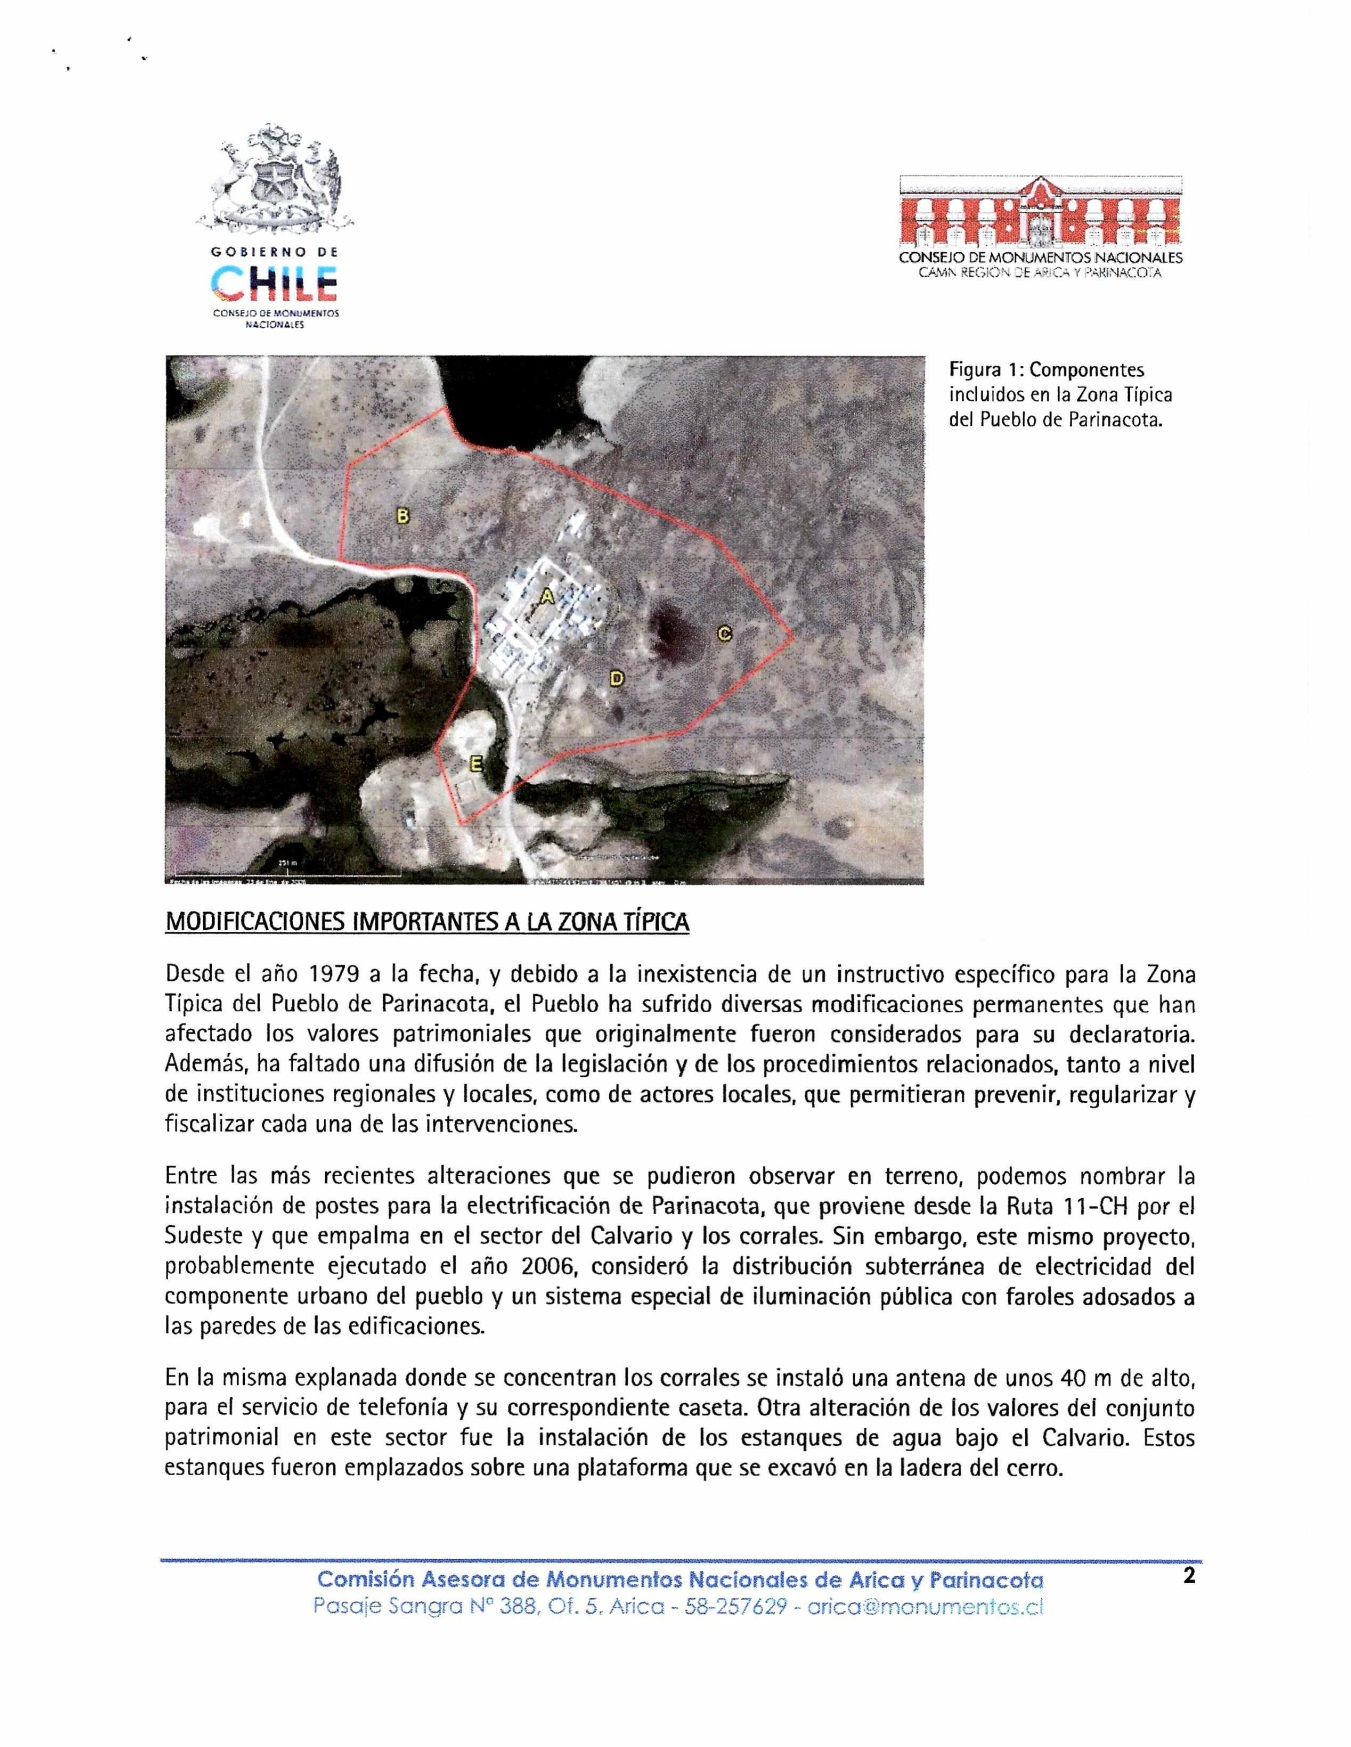 GOBIERNO DE
CHILE
CONSEJO DE MONUMENTOS
NACIONALES
CONSEJO DE MONUMENTOS NACIONALES
CAMN REGION DE ARICA Y PARINACOTA
Figura 1: Componentes
incluidos en la Zona Típica
del Pueblo de Parinacota.
B
A
C
D
E
251 m
MODIFICACIONES IMPORTANTES A LA ZONA TÍPICA
Desde el año 1979 a la fecha, y debido a la inexistencia de un instructivo específico para la Zona
Típica del Pueblo de Parinacota, el Pueblo ha sufrido diversas modificaciones permanentes que han
afectado los valores patrimoniales que originalmente fueron considerados para su declaratoria.
Además, ha faltado una difusión de la legislación y de los procedimientos relacionados, tanto a nivel
de instituciones regionales y locales, como de actores locales, que permitieran prevenir, regularizar y
fiscalizar cada una de las intervenciones.
Entre las más recientes alteraciones que se pudieron observar en terreno, podemos nombrar la
instalación de postes para la electrificación de Parinacota, que proviene desde la Ruta 11-CH por el
Sudeste y que empalma en el sector del Calvario y los corrales. Sin embargo, este mismo proyecto,
probablemente ejecutado el año 2006, consideró la distribución subterránea de electricidad del
componente urbano del pueblo y un sistema especial de iluminación pública con faroles adosados a
las paredes de las edificaciones.
En la misma explanada donde se concentran los corrales se instaló una antena de unos 40 m de alto,
para el servicio de telefonía y su correspondiente caseta. Otra alteración de los valores del conjunto
patrimonial en este sector fue la instalación de los estanques de agua bajo el Calvario. Estos
estanques fueron emplazados sobre una plataforma que se excavó en la ladera del cerro.
Comisión Asesora de Monumentos Nacionales de Arica y Parinacota
2
Pasaje Sangra Nº 388, Of. 5, Arica - 58-257629 - arica@monumentos.cl